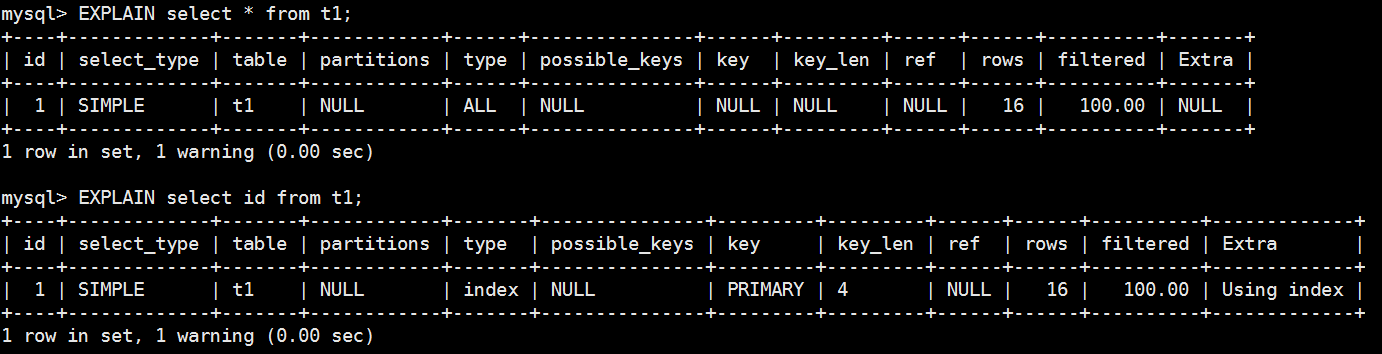 mysql> EXPLAIN select * from t1;
+----+-------------+-------+------------+------+---------------+------+---------+------+------+----------+-------+
| id | select_type | table | partitions | type | possible_keys | key  | key_len | ref  | rows | filtered | Extra |
+----+-------------+-------+------------+------+---------------+------+---------+------+------+----------+-------+
|  1 | SIMPLE      | t1    | NULL       | ALL  | NULL          | NULL | NULL    | NULL |   16 |   100.00 | NULL  |
+----+-------------+-------+------------+------+---------------+------+---------+------+------+----------+-------+
1 row in set, 1 warning (0.00 sec)

mysql> EXPLAIN select id from t1;
+----+-------------+-------+------------+-------+---------------+---------+---------+------+------+----------+-------------+
| id | select_type | table | partitions | type  | possible_keys | key     | key_len | ref  | rows | filtered | Extra       |
+----+-------------+-------+------------+-------+---------------+---------+---------+------+------+----------+-------------+
|  1 | SIMPLE      | t1    | NULL       | index | NULL          | PRIMARY | 4       | NULL |   16 |   100.00 | Using index |
+----+-------------+-------+------------+-------+---------------+---------+---------+------+------+----------+-------------+
1 row in set, 1 warning (0.00 sec)